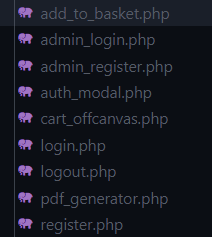 add_to_basket.php
admin_login.php
admin_register.php
auth_modal.php
cart_offcanvas.php
login.php
logout.php
pdf_generator.php
register.php